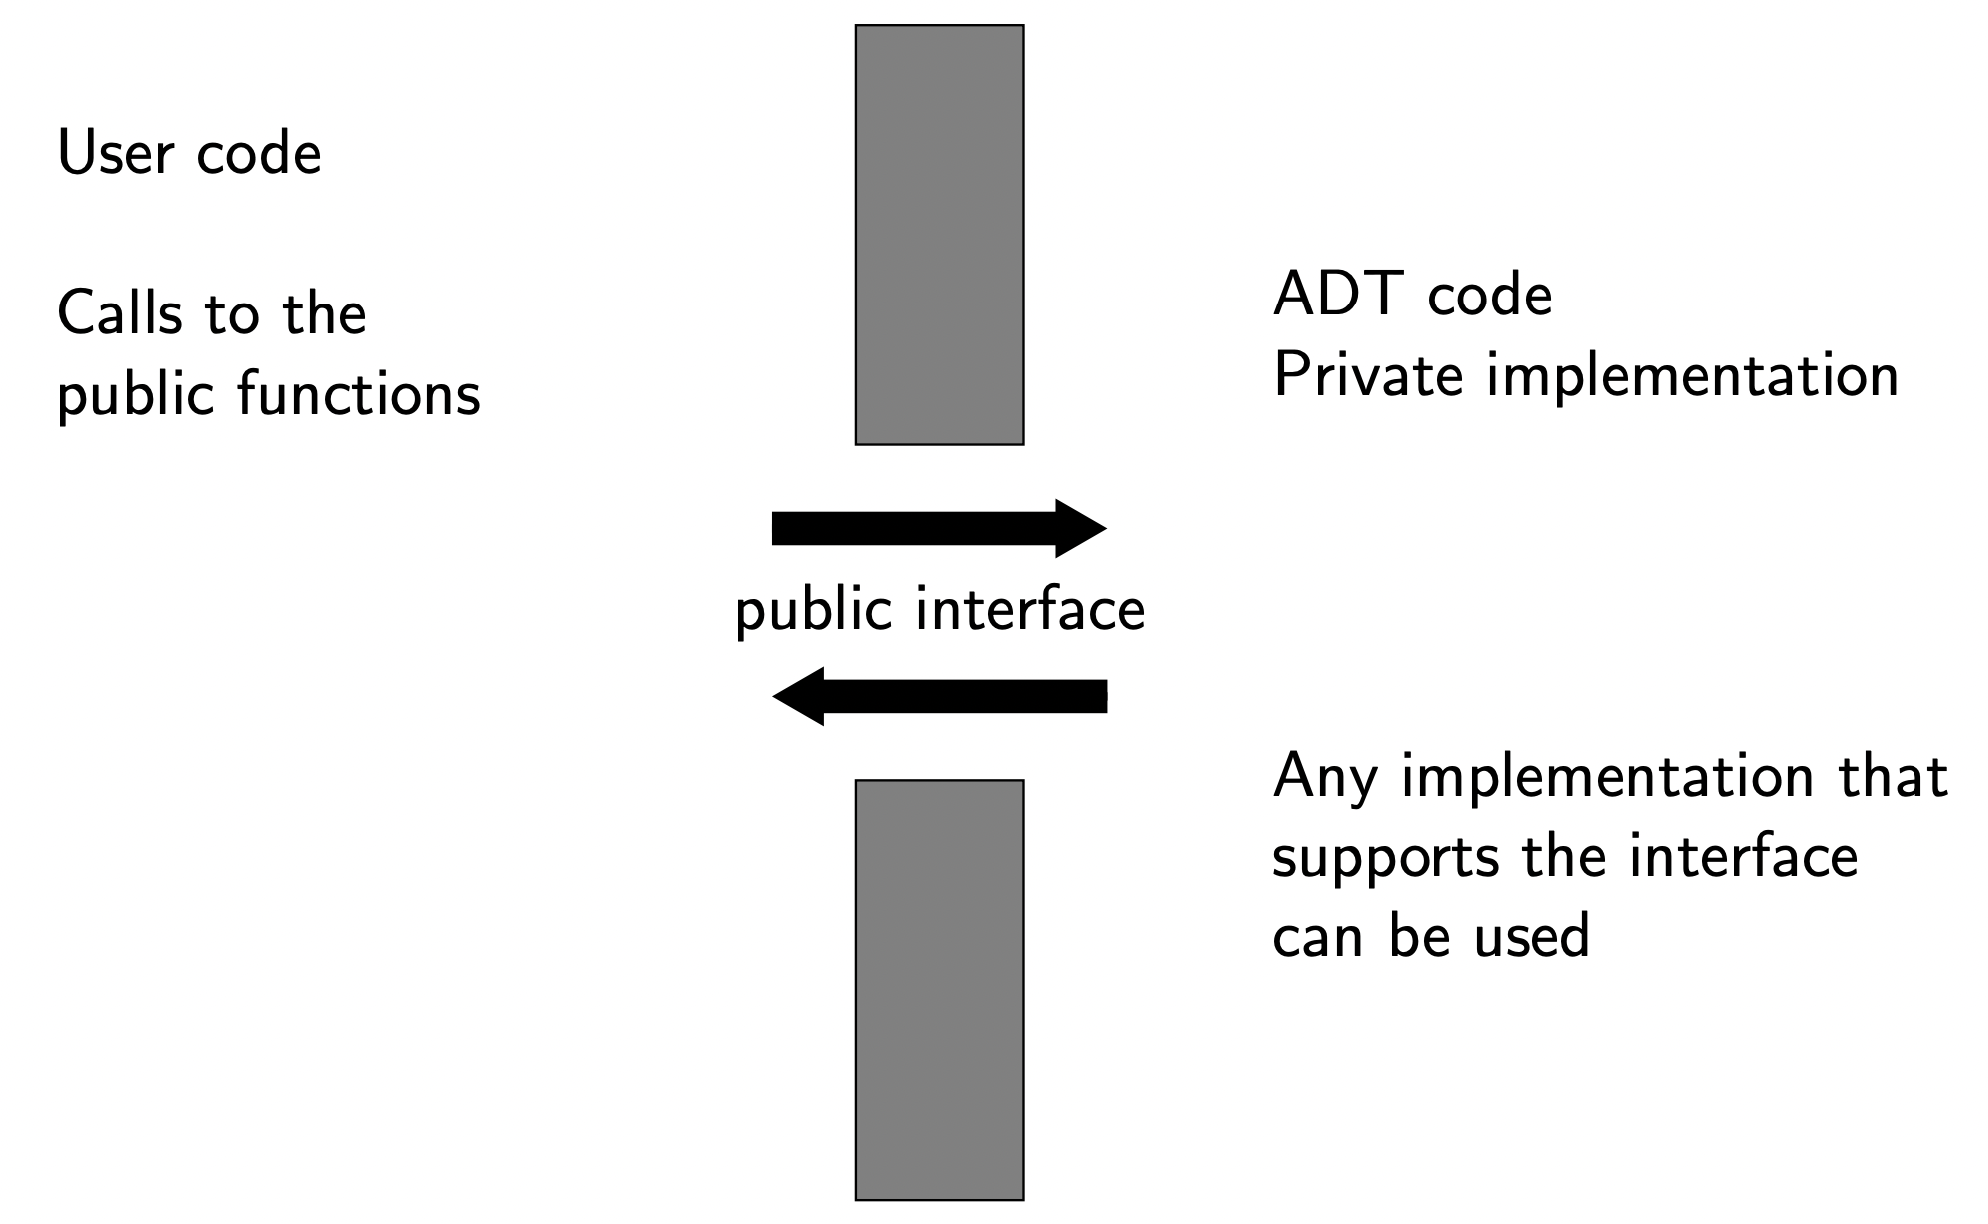 User code
Calls to the
public functions
ADT code
Private implementation
public interface
Any implementation that
supports the interface
can be used